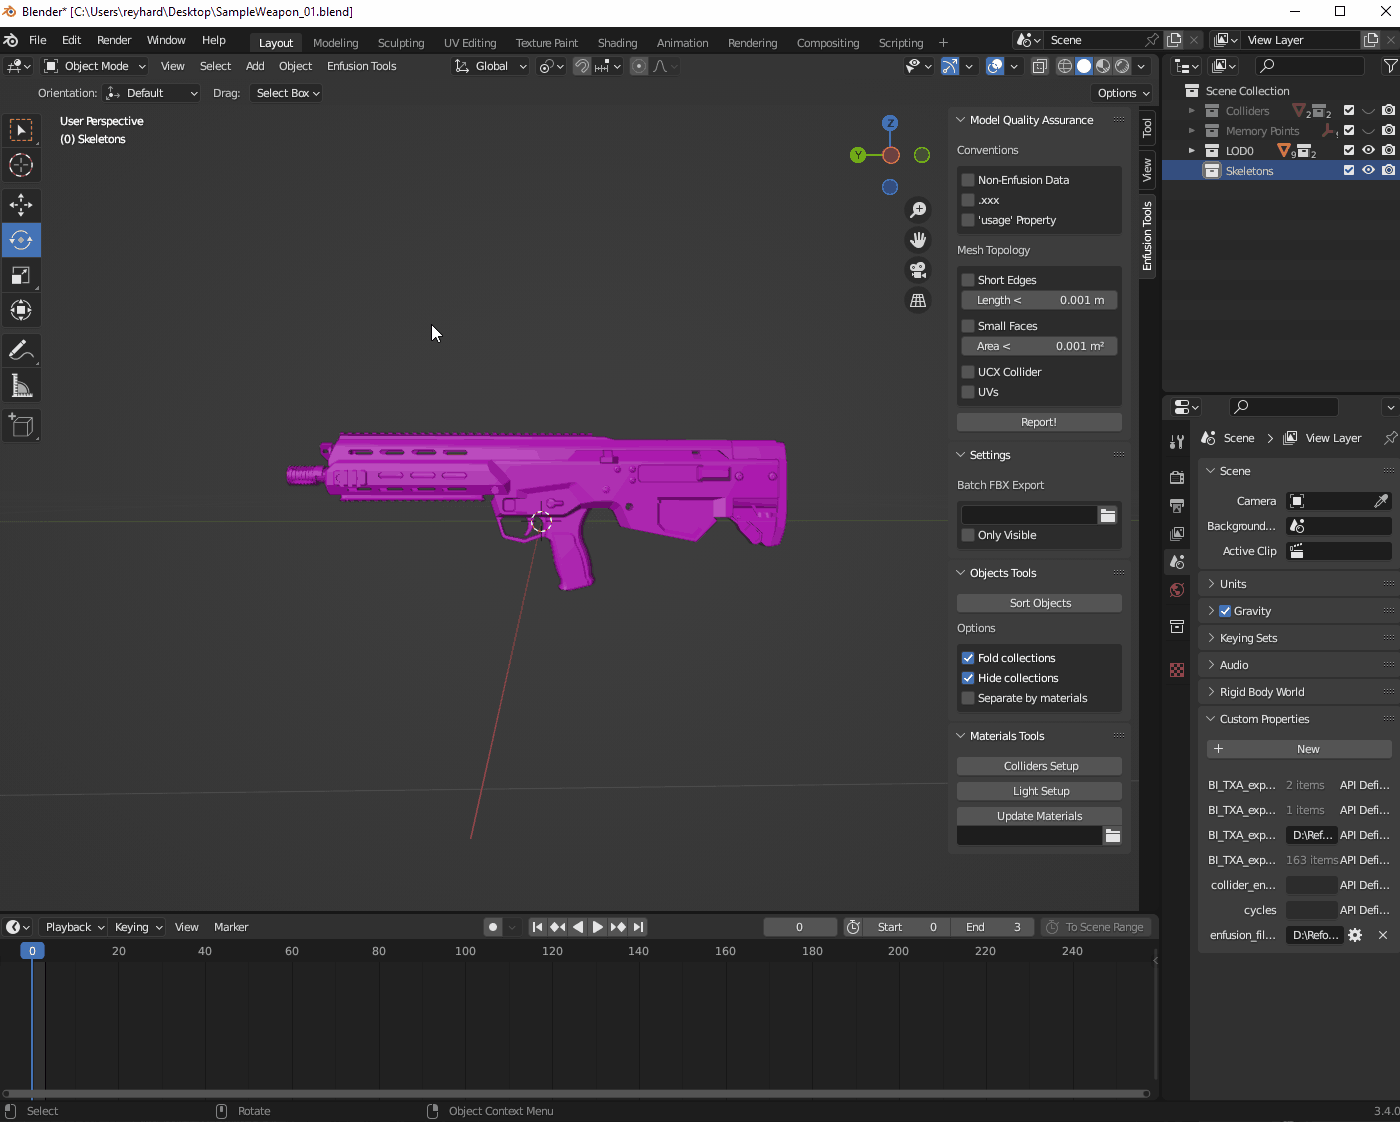 Blender* [C:\Users\reyhard\Desktop\SampleWeapon_01.blend]
File Edit Render Window Help Layout Modeling Sculpting UV Editing Texture Paint Shading Animation Rendering Compositing Scripting + Scene View Layer
Object Mode View Select Add Object Enfusion Tools Global
Orientation: Default Drag: Select Box Options
User Perspective
(0) Skeletons
Z
Y
Model Quality Assurance
Conventions
Non-Enfusion Data
.xxx
'usage' Property
Mesh Topology
Short Edges
Length < 0.001 m
Small Faces
Area < 0.001 m²
UCX Collider
UVs
Report!
Settings
Batch FBX Export
Only Visible
Objects Tools
Sort Objects
Options
Fold collections
Hide collections
Separate by materials
Materials Tools
Colliders Setup
Light Setup
Update Materials
Tool
View
Enfusion Tools
Scene Collection
Colliders 2 2
Memory Points
LOD0 9 2
Skeletons
Scene View Layer
Scene
Camera
Background...
Active Clip
Units
Gravity
Keying Sets
Audio
Rigid Body World
Custom Properties
+ New
BI_TXA_exp... 2 items API Defi...
BI_TXA_exp... 1 items API Defi...
BI_TXA_exp... D:\Ref... API Defi...
BI_TXA_exp... 163 items API Defi...
collider_en... API Defi...
cycles API Defi...
enfusion_fil... D:\Refo...
Playback Keying View Marker 0 Start 0 End 3 To Scene Range
0 20 40 60 80 100 120 140 160 180 200 220 240
Select Rotate Object Context Menu 3.4.0